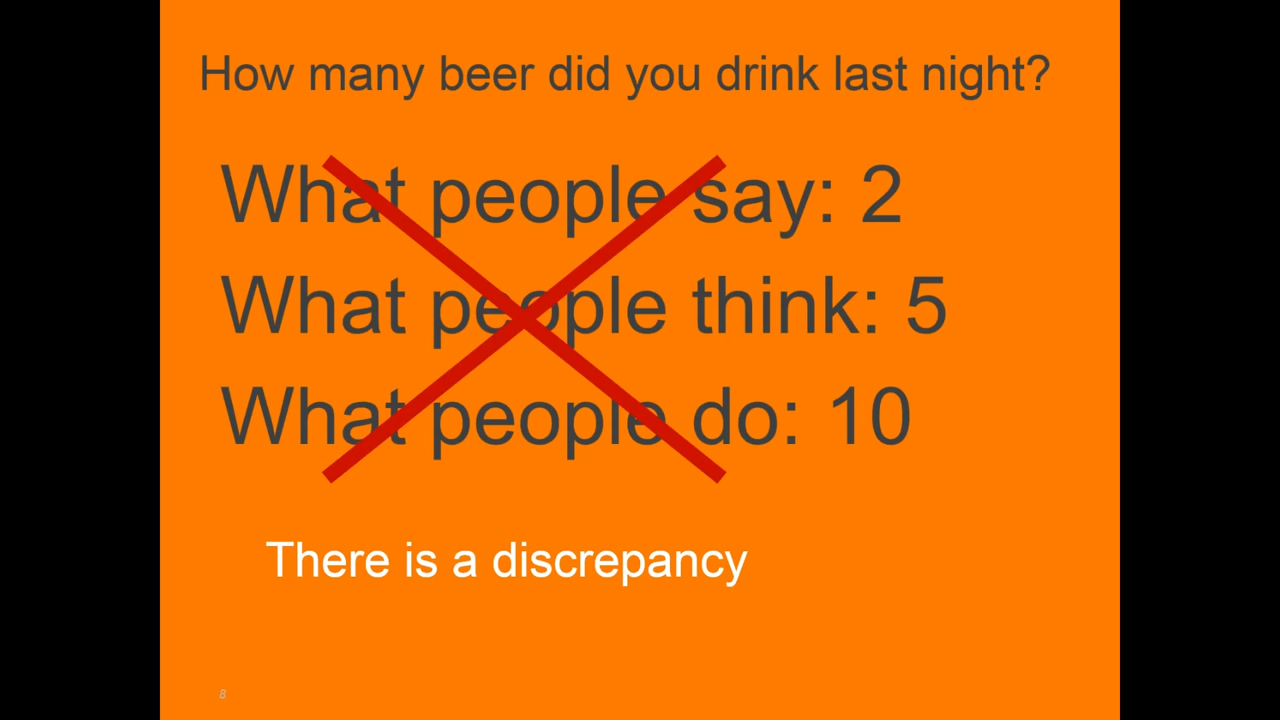 How many beer did you drink last night?
What people say: 2
What people think: 5
What people do: 10
There is a discrepancy
8